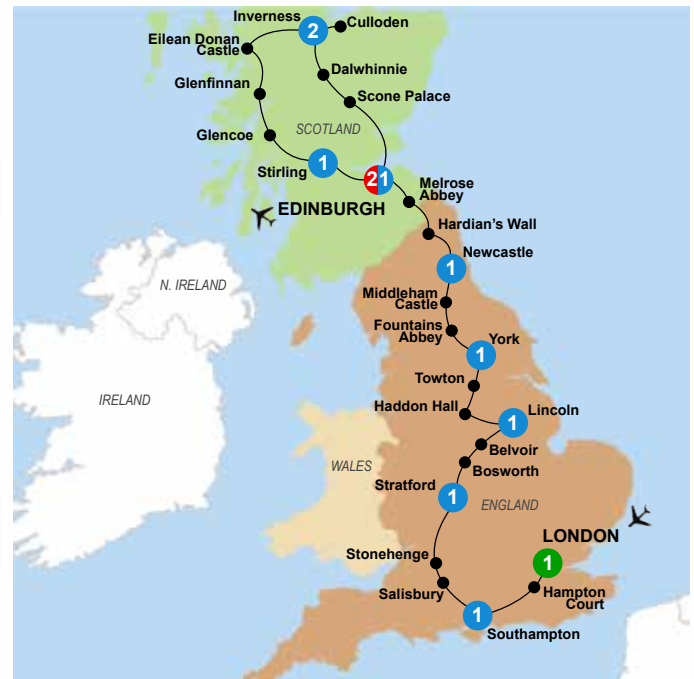 Inverness
2
Culloden
Eilean Donan
Castle
Dalwhinnie
Glenfinnan
Scone Palace
SCOTLAND
Glencoe
1
Stirling
21
Melrose
Abbey
EDINBURGH
Hardian's Wall
Newcastle
1
N. IRELAND
Middleham
Castle
Fountains
Abbey
York
1
Towton
IRELAND
Haddon Hall
Lincoln
1
Belvoir
WALES
Bosworth
Stratford
1
ENGLAND
LONDON
1
Stonehenge
Salisbury
Hampton
Court
1
Southampton